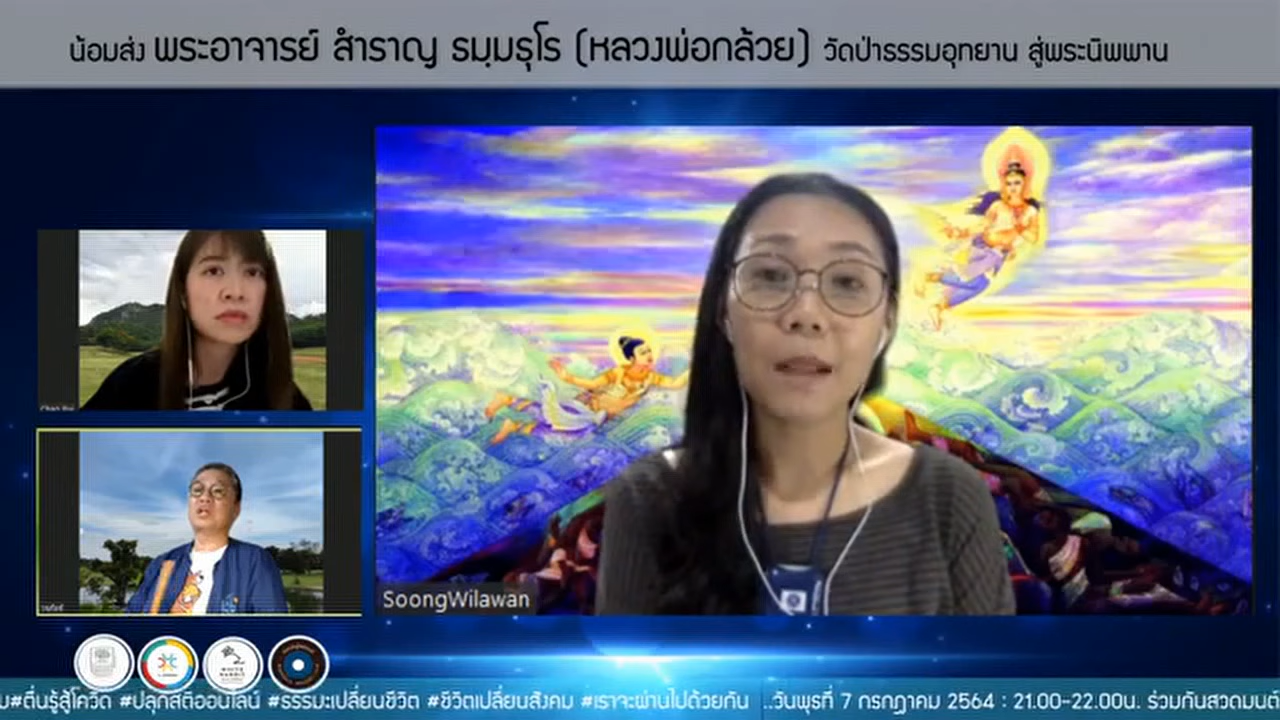 น้อมส่ง พระอาจารย์ สำราญ ธมฺมธุโร (หลวงพ่อกล้วย) วัดป่าธรรมอุทยาน สู่พระนิพพาน
SoongWilawan
WHITE RABBIT
#ตื่นรู้สู้โควิด #ปลุกสติออนไลน์ #ธรรมะเปลี่ยนชีวิต #ชีวิตเปลี่ยนสังคม #เราจะผ่านไปด้วยกัน ..วันพุธที่ 7 กรกฎาคม 2564 : 21.00-22.00น. ร่วมกันสวดมนต์